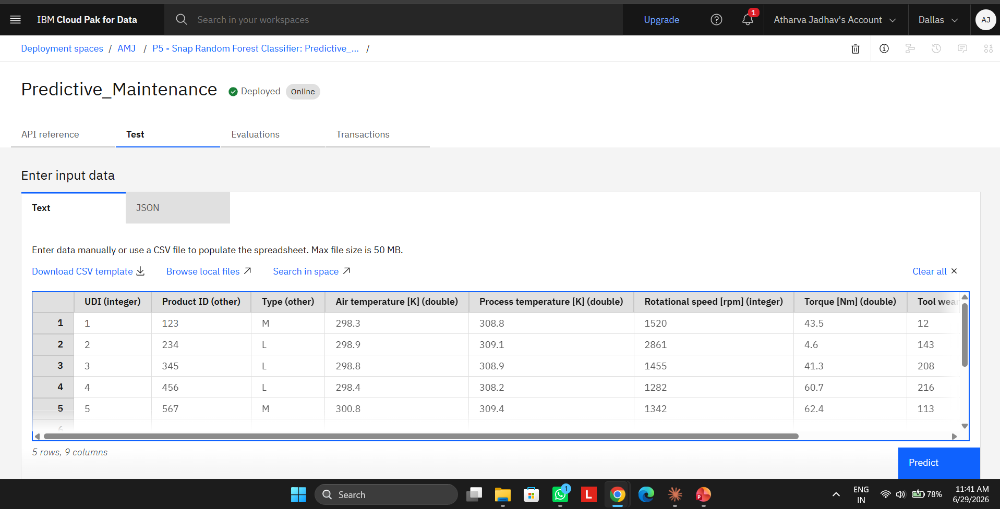 IBM Cloud Pak for Data
Search in your workspaces
Upgrade
1
Atharva Jadhav's Account
Dallas
AJ
Deployment spaces / AMJ / P5 - Snap Random Forest Classifier: Predictive_... /
Predictive_Maintenance
Deployed
Online
API reference
Test
Evaluations
Transactions
Enter input data
Text
JSON
Enter data manually or use a CSV file to populate the spreadsheet. Max file size is 50 MB.
Download CSV template
Browse local files
Search in space
Clear all
UDI (integer) Product ID (other) Type (other) Air temperature [K] (double) Process temperature [K] (double) Rotational speed [rpm] (integer) Torque [Nm] (double) Tool wear
1 1 123 M 298.3 308.8 1520 43.5 12
2 2 234 L 298.9 309.1 2861 4.6 143
3 3 345 L 298.8 308.9 1455 41.3 208
4 4 456 L 298.4 308.2 1282 60.7 216
5 5 567 M 300.8 309.4 1342 62.4 113
6
5 rows, 9 columns
Predict
Search
1
L
P
ENG
IN
78%
11:41 AM
6/29/2026